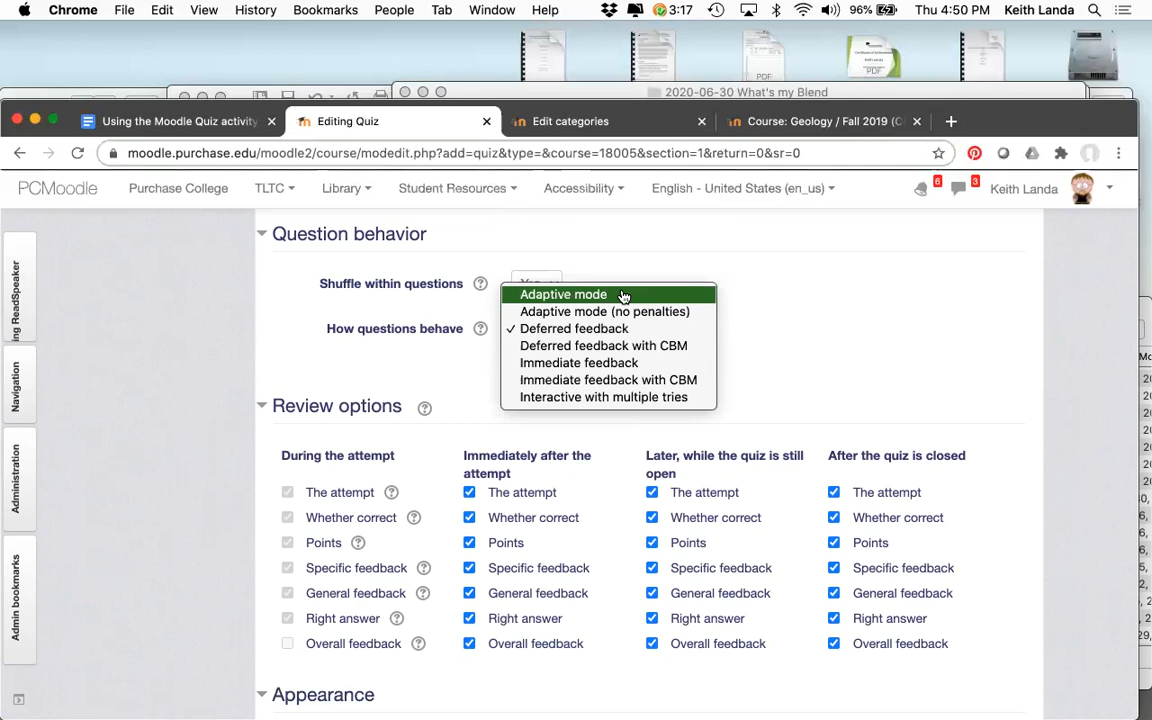 Chrome File Edit View History Bookmarks People Tab Window Help 3:17 96% Thu 4:50 PM Keith Landa
PDF
PDF
2020-06-30 What's my Blend
Using the Moodle Quiz activity Editing Quiz Edit categories Course: Geology / Fall 2019 (C
moodle.purchase.edu/moodle2/course/modedit.php?add=quiz&type=&course=18005&section=1&return=0&sr=0
PCMoodle Purchase College TLTC Library Student Resources Accessibility English - United States (en_us) 6 3 Keith Landa
ing ReadSpeaker
Navigation
Administration
Admin bookmarks
Question behavior
Shuffle within questions
How questions behave
Adaptive mode
Adaptive mode (no penalties)
✓ Deferred feedback
Deferred feedback with CBM
Immediate feedback
Immediate feedback with CBM
Interactive with multiple tries
Review options
During the attempt
The attempt
Whether correct
Points
Specific feedback
General feedback
Right answer
Overall feedback
Immediately after the
attempt
The attempt
Whether correct
Points
Specific feedback
General feedback
Right answer
Overall feedback
Later, while the quiz is still
open
The attempt
Whether correct
Points
Specific feedback
General feedback
Right answer
Overall feedback
After the quiz is closed
The attempt
Whether correct
Points
Specific feedback
General feedback
Right answer
Overall feedback
Appearance